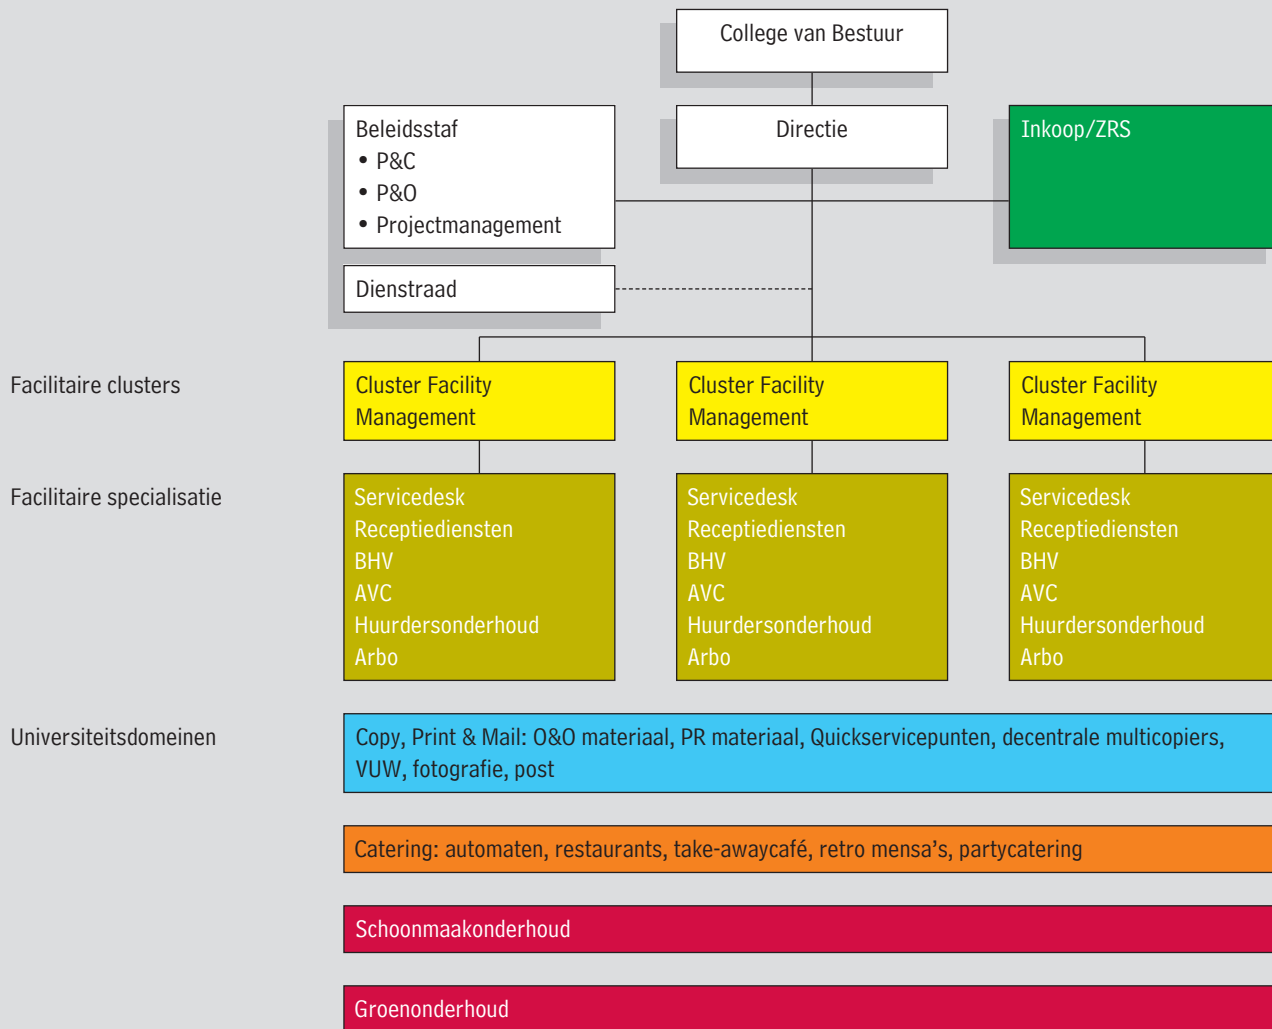 College van Bestuur
Beleidsstaf
• P&C
• P&O
• Projectmanagement
Directie
Inkoop/ZRS
Dienstraad
Facilitaire clusters
Cluster Facility
Management
Cluster Facility
Management
Cluster Facility
Management
Facilitaire specialisatie
Servicedesk
Receptiediensten
BHV
AVC
Huurdersonderhoud
Arbo
Servicedesk
Receptiediensten
BHV
AVC
Huurdersonderhoud
Arbo
Servicedesk
Receptiediensten
BHV
AVC
Huurdersonderhoud
Arbo
Universiteitsdomeinen
Copy, Print & Mail: O&O materiaal, PR materiaal, Quickservicepunten, decentrale multicopiers,
VUW, fotografie, post
Catering: automaten, restaurants, take-awaycafé, retro mensa's, partycatering
Schoonmaakonderhoud
Groenonderhoud